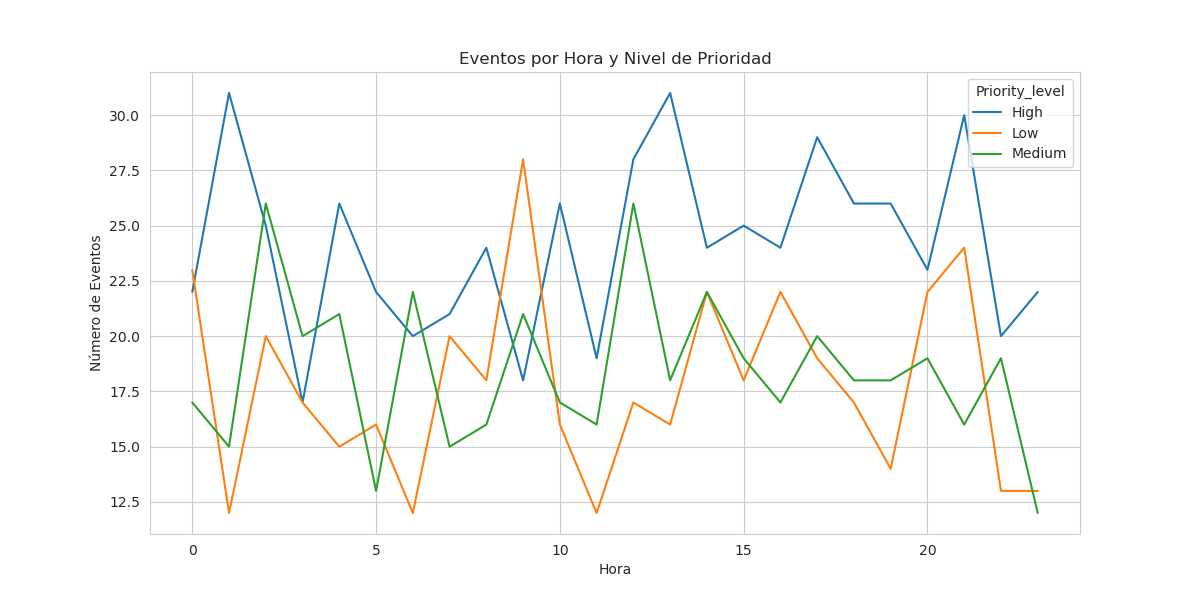 Eventos por Hora y Nivel de Prioridad
Priority_level
High
Low
Medium
30.0
27.5
25.0
22.5
20.0
17.5
15.0
12.5
Número de Eventos
0 5 10 15 20
Hora